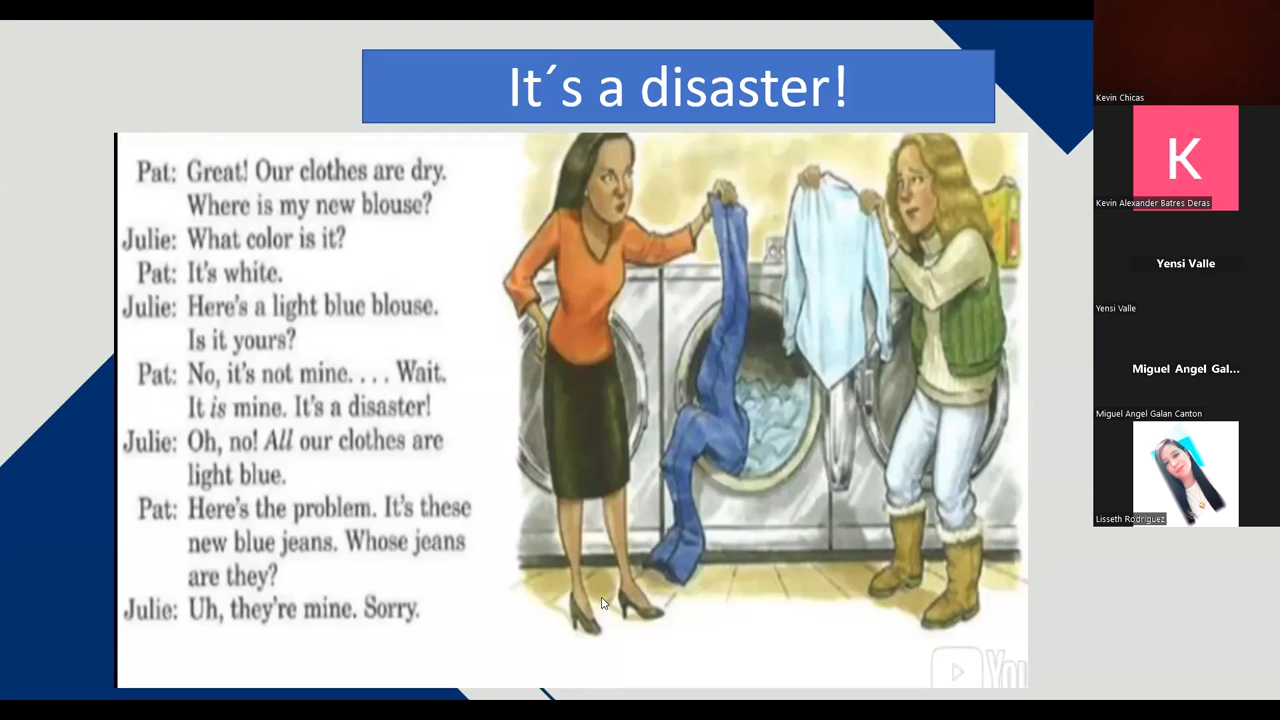 It´s a disaster!
Pat: Great! Our clothes are dry.
Where is my new blouse?
Julie: What color is it?
Pat: It's white.
Julie: Here's a light blue blouse.
Is it yours?
Pat: No, it's not mine. . . . Wait.
It is mine. It's a disaster!
Julie: Oh, no! All our clothes are
light blue.
Pat: Here's the problem. It's these
new blue jeans. Whose jeans
are they?
Julie: Uh, they're mine. Sorry.
Kevin Chicas
K
Kevin Alexander Batres Deras
Yensi Valle
Yensi Valle
Miguel Angel Gal...
Miguel Angel Galan Canton
Lisseth Rodriguez